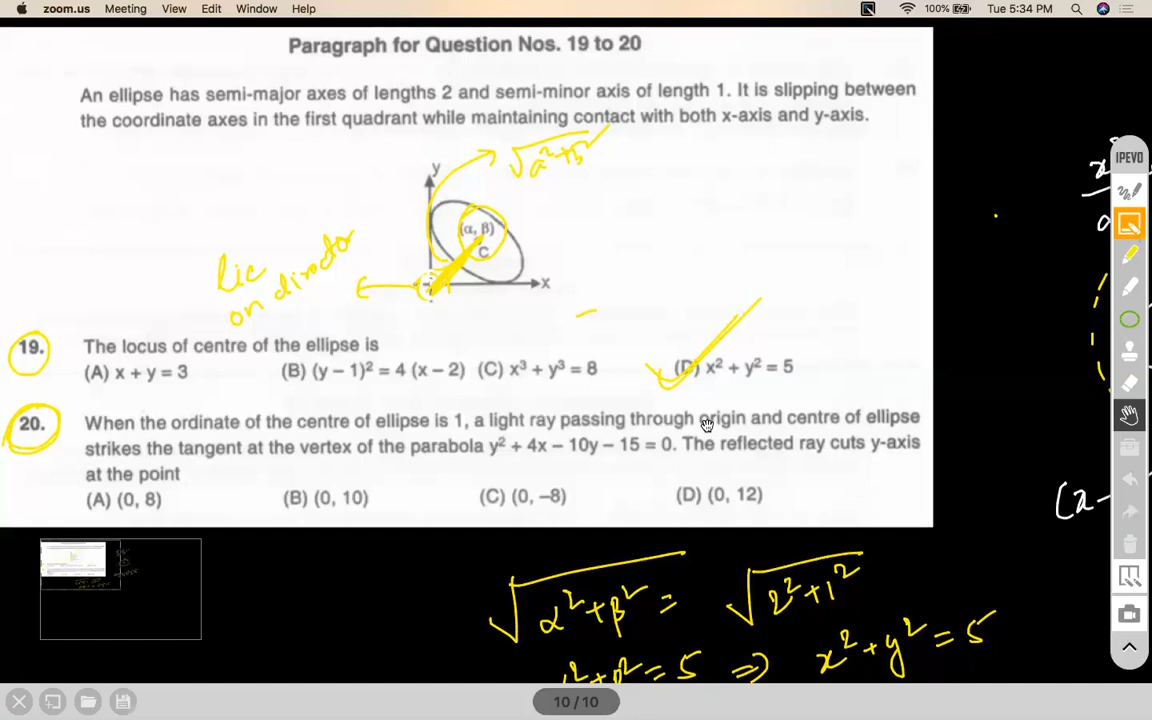 zoom.us Meeting View Edit Window Help 100% Tue 5:34 PM
Paragraph for Question Nos. 19 to 20
An ellipse has semi-major axes of lengths 2 and semi-minor axis of length 1. It is slipping between
the coordinate axes in the first quadrant while maintaining contact with both x-axis and y-axis.
√a²+b²
y
(α, β)
C
x
lie
on director
19. The locus of centre of the ellipse is
(A) x + y = 3 (B) (y – 1)² = 4 (x – 2) (C) x³ + y³ = 8 (D) x² + y² = 5
20. When the ordinate of the centre of ellipse is 1, a light ray passing through origin and centre of ellipse
strikes the tangent at the vertex of the parabola y² + 4x – 10y – 15 = 0. The reflected ray cuts y-axis
at the point
(A) (0, 8) (B) (0, 10) (C) (0, –8) (D) (0, 12)
IPEVO
(x-
√α²+β² = √2²+1²
²+β² = 5 ⇒ x²+y² = 5
10/10